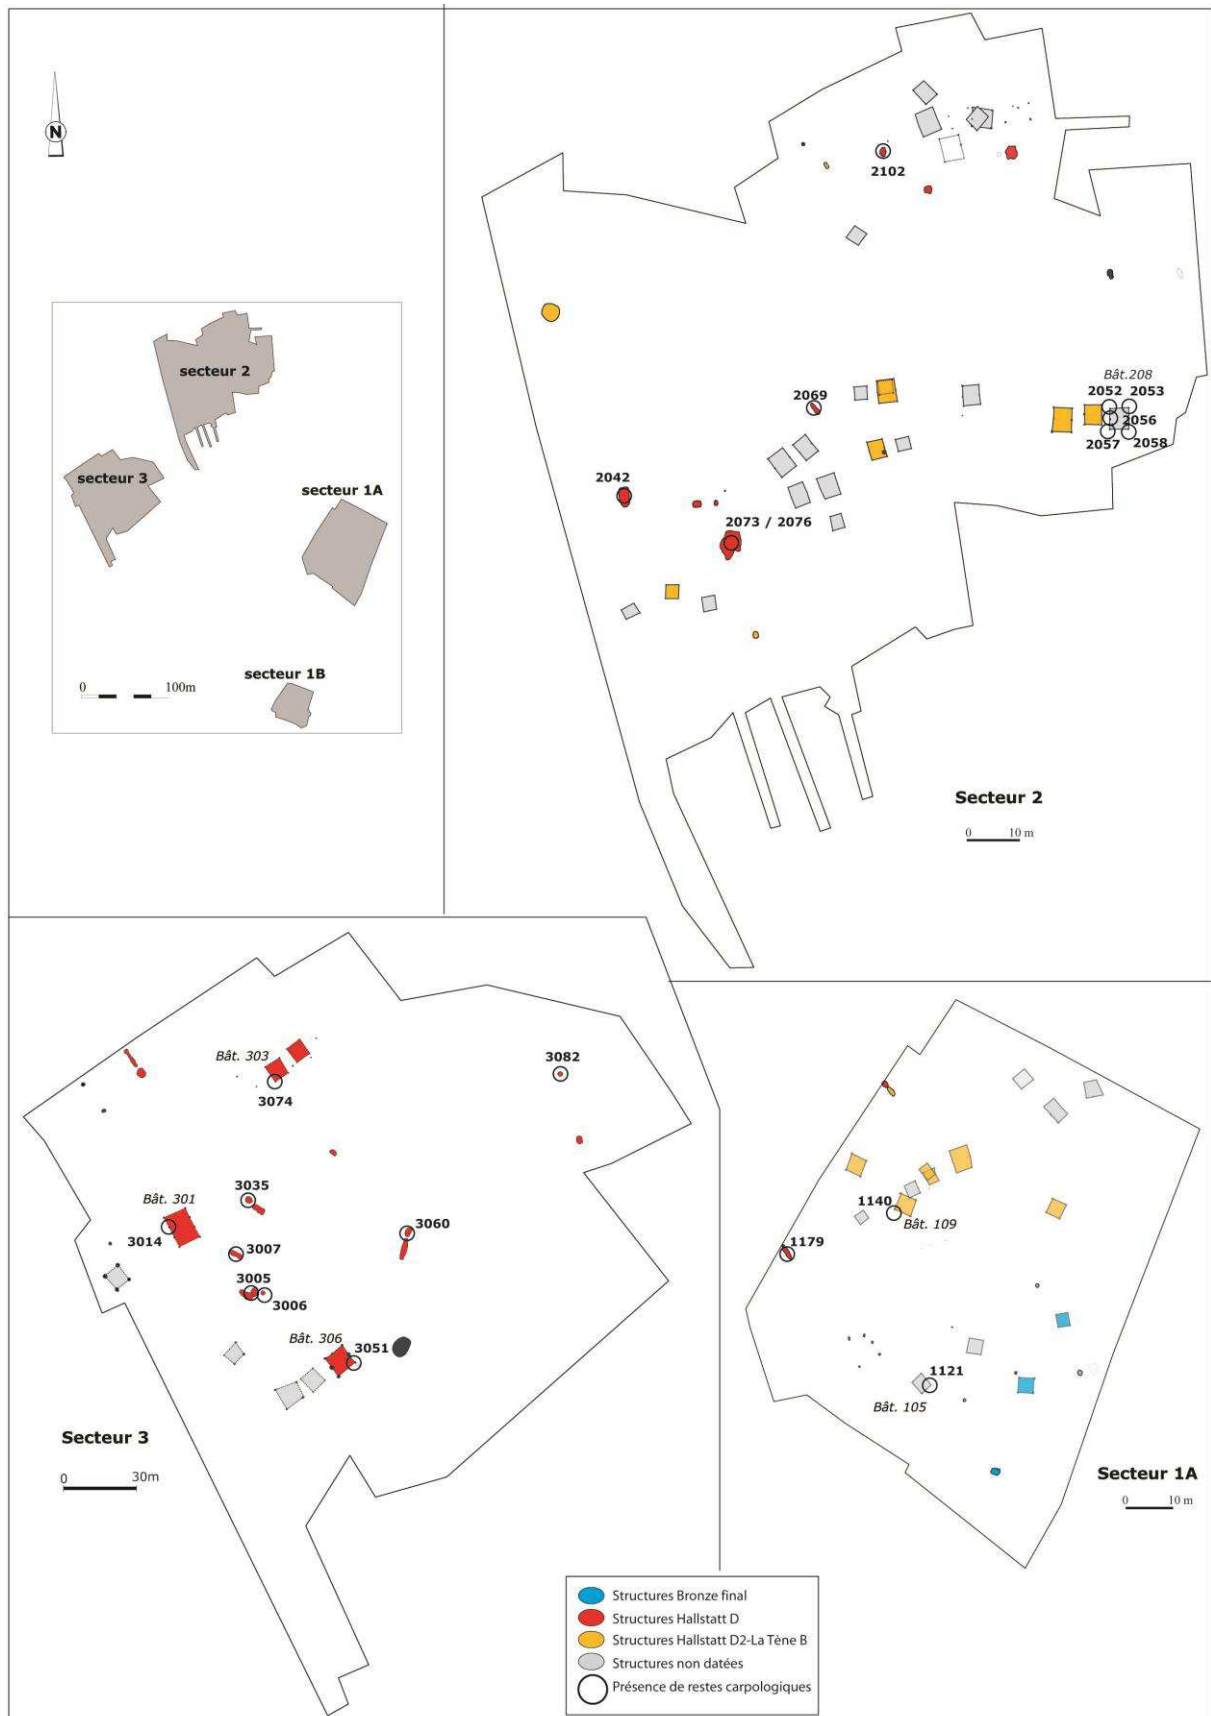 N
secteur 2
secteur 3
secteur 1A
secteur 1B
0 100m
2102
Bât.208
2052 2053
2056
2057 2058
2069
2042
2073 / 2076
Secteur 2
0 10 m
Bât. 303
3074
3082
3035
Bât. 301
3014
3007
3060
3005
3006
Bât. 306
3051
Secteur 3
0 30m
1140
Bât. 109
1179
1121
Bât. 105
Secteur 1A
0 10 m
Structures Bronze final
Structures Hallstatt D
Structures Hallstatt D2-La Tène B
Structures non datées
Présence de restes carpologiques